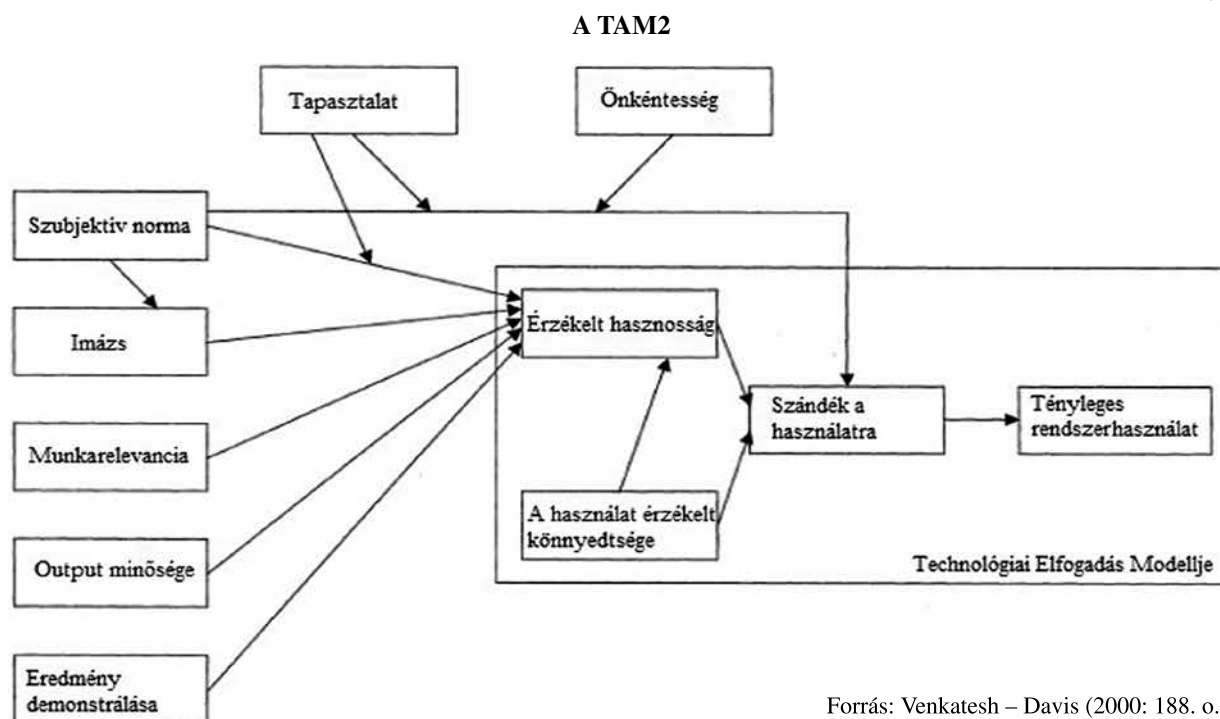 A TAM2
Tapasztalat
Önkéntesség
Szubjektív norma
Imázs
Munkarelevancia
Output minősége
Eredmény
demonstrálása
Érzékelt hasznosság
A használat érzékelt
könnyedtsége
Szándék a
használatra
Tényleges
rendszerhasználat
Technológiai Elfogadás Modellje
Forrás: Venkatesh – Davis (2000: 188. o.